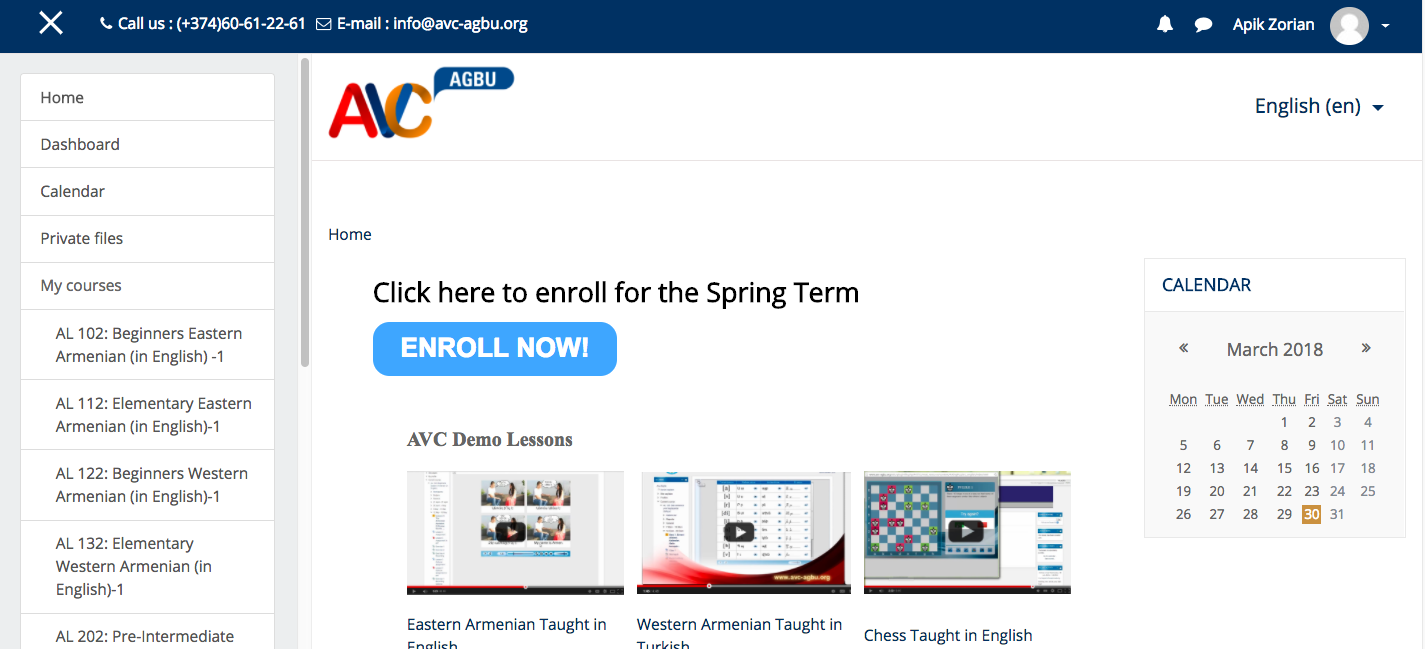 Call us : (+374)60-61-22-61 E-mail : info@avc-agbu.org
Apik Zorian
Home
Dashboard
Calendar
Private files
My courses
AL 102: Beginners Eastern
Armenian (in English) -1
AL 112: Elementary Eastern
Armenian (in English)-1
AL 122: Beginners Western
Armenian (in English)-1
AL 132: Elementary
Western Armenian (in
English)-1
AL 202: Pre-Intermediate
AVC AGBU
English (en)
Home
Click here to enroll for the Spring Term
ENROLL NOW!
AVC Demo Lessons
www.avc-agbu.org
Eastern Armenian Taught in
English
Western Armenian Taught in
Turkish
Chess Taught in English
CALENDAR
« March 2018 »
Mon Tue Wed Thu Fri Sat Sun
1 2 3 4
5 6 7 8 9 10 11
12 13 14 15 16 17 18
19 20 21 22 23 24 25
26 27 28 29 30 31